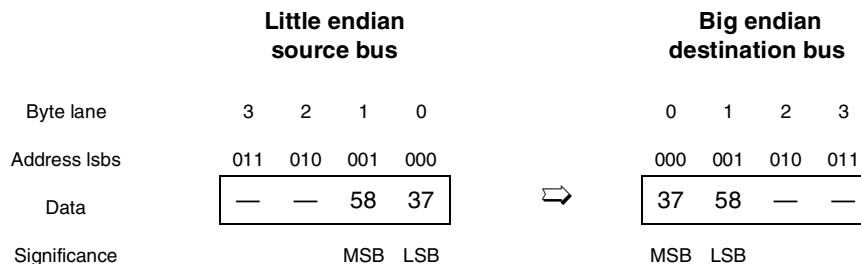 Little endian source bus
Big endian destination bus
Byte lane 3 2 1 0 0 1 2 3
Address lsbs 011 010 001 000 000 001 010 011
Data — — 58 37 ⇨ 37 58 — —
Significance MSB LSB MSB LSB